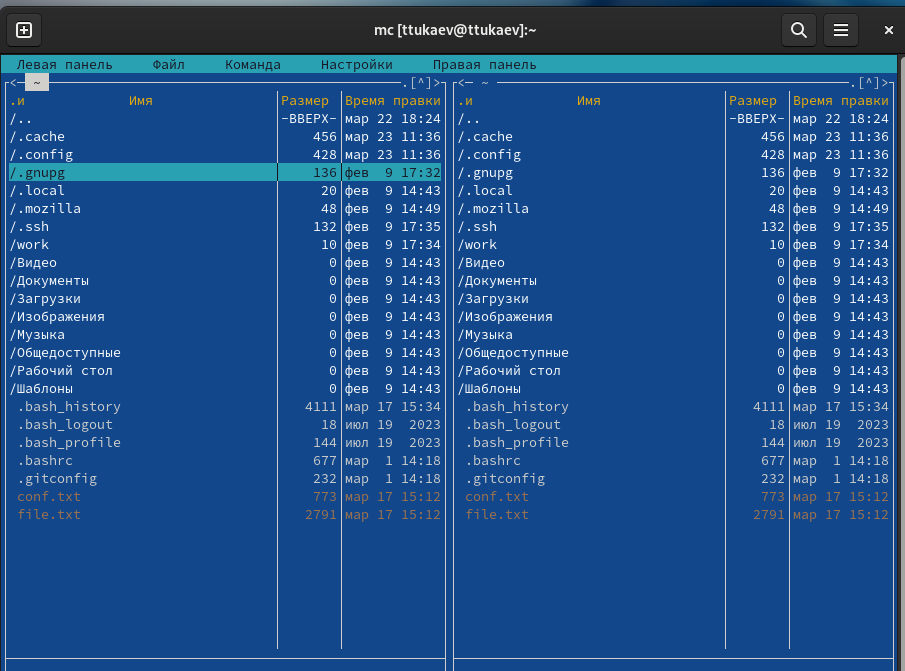 mc [ttukaev@ttukaev]:~
Левая панель Файл Команда Настройки Правая панель
<─ ~ .[^]>
.и Имя Размер Время правки
/.. -ВВЕРХ- мар 22 18:24
/.cache 456 мар 23 11:36
/.config 428 мар 23 11:36
/.gnupg 136 фев 9 17:32
/.local 20 фев 9 14:43
/.mozilla 48 фев 9 14:49
/.ssh 132 фев 9 17:35
/work 10 фев 9 17:34
/Видео 0 фев 9 14:43
/Документы 0 фев 9 14:43
/Загрузки 0 фев 9 14:43
/Изображения 0 фев 9 14:43
/Музыка 0 фев 9 14:43
/Общедоступные 0 фев 9 14:43
/Рабочий стол 0 фев 9 14:43
/Шаблоны 0 фев 9 14:43
.bash_history 4111 мар 17 15:34
.bash_logout 18 июл 19 2023
.bash_profile 144 июл 19 2023
.bashrc 677 мар 1 14:18
.gitconfig 232 мар 1 14:18
conf.txt 773 мар 17 15:12
file.txt 2791 мар 17 15:12
<─ ~ .[^]>
.и Имя Размер Время правки
/.. -ВВЕРХ- мар 22 18:24
/.cache 456 мар 23 11:36
/.config 428 мар 23 11:36
/.gnupg 136 фев 9 17:32
/.local 20 фев 9 14:43
/.mozilla 48 фев 9 14:49
/.ssh 132 фев 9 17:35
/work 10 фев 9 17:34
/Видео 0 фев 9 14:43
/Документы 0 фев 9 14:43
/Загрузки 0 фев 9 14:43
/Изображения 0 фев 9 14:43
/Музыка 0 фев 9 14:43
/Общедоступные 0 фев 9 14:43
/Рабочий стол 0 фев 9 14:43
/Шаблоны 0 фев 9 14:43
.bash_history 4111 мар 17 15:34
.bash_logout 18 июл 19 2023
.bash_profile 144 июл 19 2023
.bashrc 677 мар 1 14:18
.gitconfig 232 мар 1 14:18
conf.txt 773 мар 17 15:12
file.txt 2791 мар 17 15:12